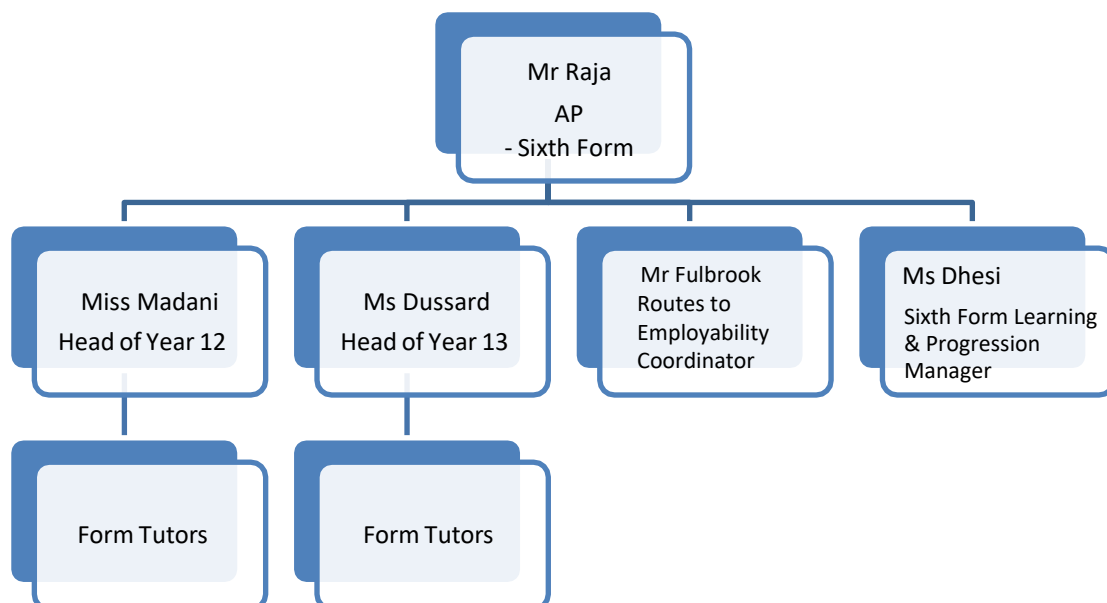 Mr Raja
AP
- Sixth Form
Miss Madani
Head of Year 12
Ms Dussard
Head of Year 13
Mr Fulbrook
Routes to
Employability
Coordinator
Ms Dhesi
Sixth Form Learning
& Progression
Manager
Form Tutors
Form Tutors